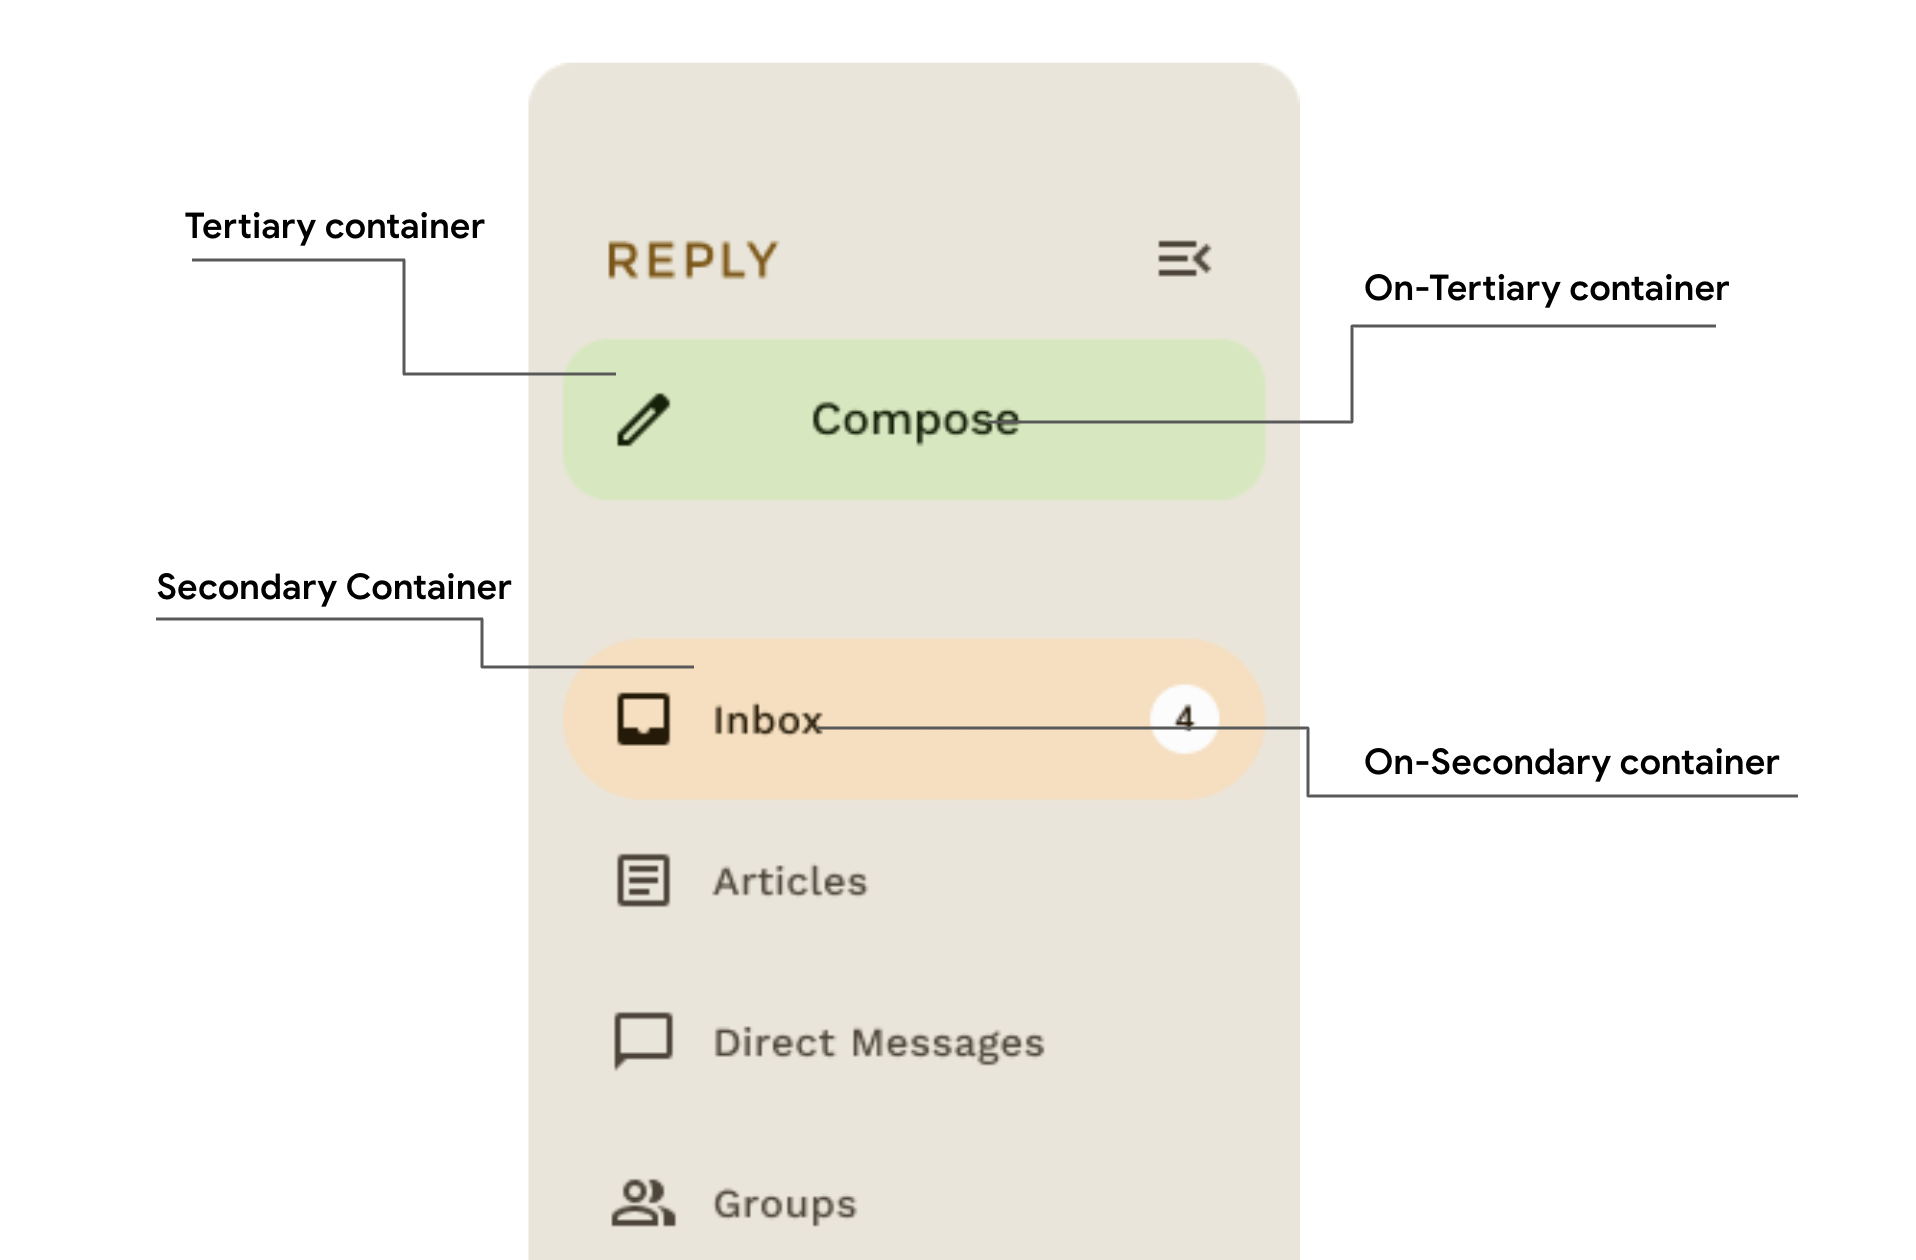 Tertiary container
REPLY
On-Tertiary container
Compose
Secondary Container
Inbox
4
On-Secondary container
Articles
Direct Messages
Groups